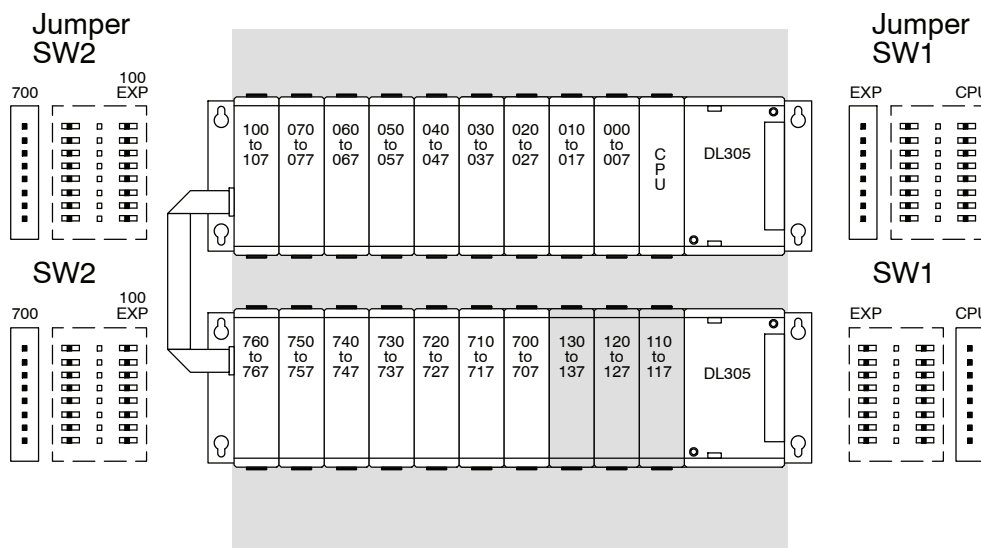 Jumper
SW2
100
700 EXP
Jumper
SW1
EXP CPU
100
to
107
070
to
077
060
to
067
050
to
057
040
to
047
030
to
037
020
to
027
010
to
017
000
to
007
C
P
U
DL305
SW2
100
700 EXP
SW1
EXP CPU
760
to
767
750
to
757
740
to
747
730
to
737
720
to
727
710
to
717
700
to
707
130
to
137
120
to
127
110
to
117
DL305